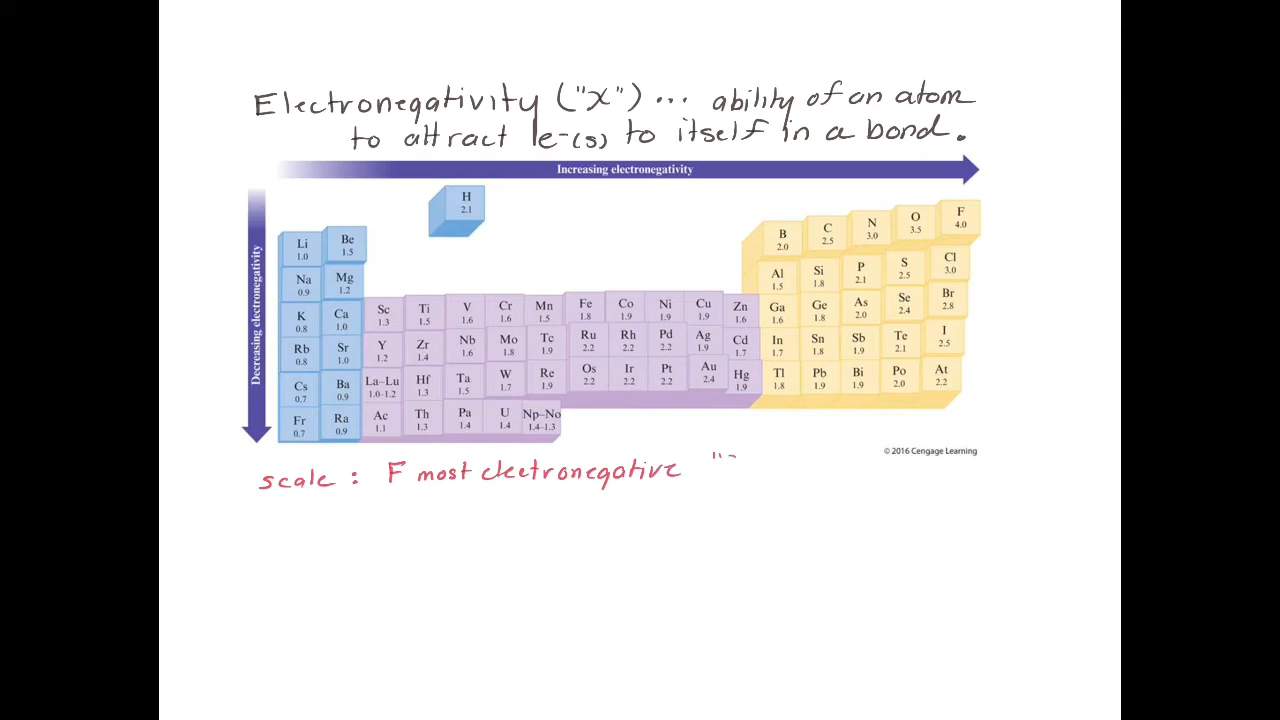 Electronegativity ("X") ... ability of an atom
to attract e-(s) to itself in a bond.
Increasing electronegativity
Decreasing electronegativity
H
2.1
Li 1.0 Be 1.5 B 2.0 C 2.5 N 3.0 O 3.5 F 4.0
Na 0.9 Mg 1.2 Al 1.5 Si 1.8 P 2.1 S 2.5 Cl 3.0
K 0.8 Ca 1.0 Sc 1.3 Ti 1.5 V 1.6 Cr 1.6 Mn 1.5 Fe 1.8 Co 1.9 Ni 1.9 Cu 1.9 Zn 1.6 Ga 1.6 Ge 1.8 As 2.0 Se 2.4 Br 2.8
Rb 0.8 Sr 1.0 Y 1.2 Zr 1.4 Nb 1.6 Mo 1.8 Tc 1.9 Ru 2.2 Rh 2.2 Pd 2.2 Ag 1.9 Cd 1.7 In 1.7 Sn 1.8 Sb 1.9 Te 2.1 I 2.5
Cs 0.7 Ba 0.9 La–Lu 1.0–1.2 Hf 1.3 Ta 1.5 W 1.7 Re 1.9 Os 2.2 Ir 2.2 Pt 2.2 Au 2.4 Hg 1.9 Tl 1.8 Pb 1.9 Bi 1.9 Po 2.0 At 2.2
Fr 0.7 Ra 0.9 Ac 1.1 Th 1.3 Pa 1.4 U 1.4 Np–No 1.4–1.3
© 2016 Cengage Learning
scale : F most electronegative